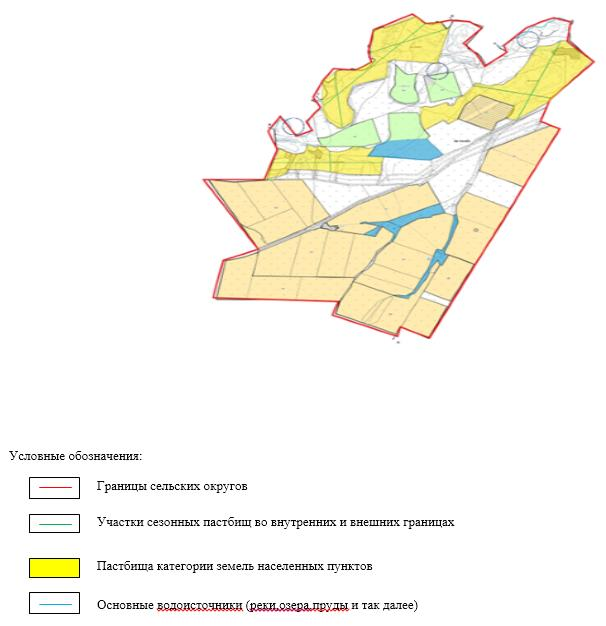 Условные обозначения:
Границы сельских округов
Участки сезонных пастбищ во внутренних и внешних границах
Пастбища категории земель населенных пунктов
Основные водоисточники (реки,озера,пруды и так далее)